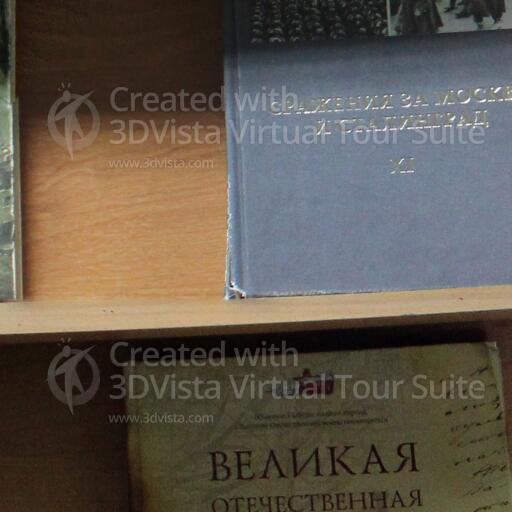 СРАЖЕНИЯ ЗА МОСКВ
И СТАЛИНГРАД
XI
Created with
3DVista Virtual Tour Suite
www.3dvista.com
Created with
3DVista Virtual Tour Suite
www.3dvista.com
ВЕЛИКАЯ
ОТЕЧЕСТВЕННАЯ